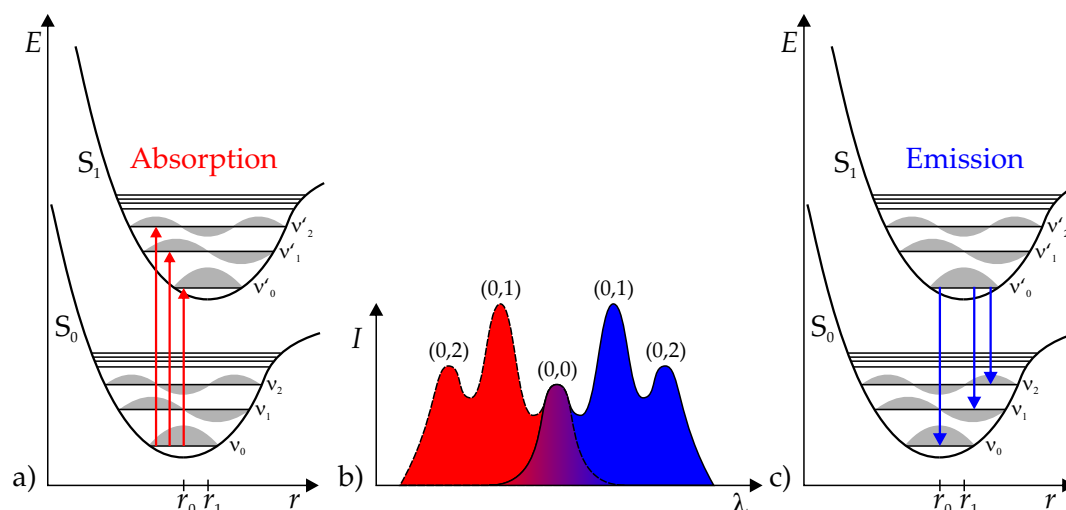 E
S₁
Absorption
ν′₂
ν′₁
ν′₀
S₀
ν₂
ν₁
ν₀
a)
r₀ r₁ r
I
(0,2)
(0,1)
(0,0)
(0,1)
(0,2)
b)
λ
E
S₁
Emission
ν′₂
ν′₁
ν′₀
S₀
ν₂
ν₁
ν₀
c)
r₀ r₁ r